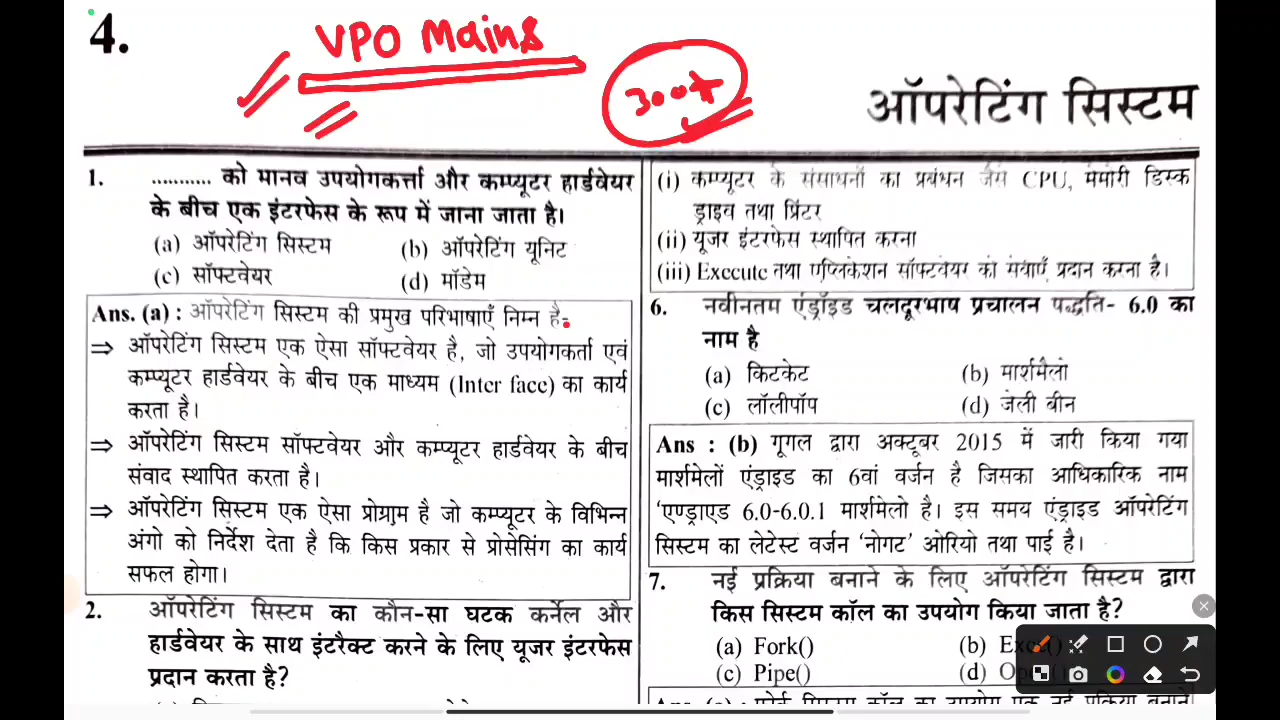 4.
VPO Mains
300+
ऑपरेटिंग सिस्टम
1. ........... को मानव उपयोगकर्त्ता और कम्प्यूटर हार्डवेयर
के बीच एक इंटरफेस के रूप में जाना जाता है।
(a) ऑपरेटिंग सिस्टम (b) ऑपरेटिंग यूनिट
(c) सॉफ्टवेयर (d) मॉडेम
Ans. (a) : ऑपरेटिंग सिस्टम की प्रमुख परिभाषाएँ निम्न है-
⇒ ऑपरेटिंग सिस्टम एक ऐसा सॉफ्टवेयर है, जो उपयोगकर्ता एवं
कम्प्यूटर हार्डवेयर के बीच एक माध्यम (Inter face) का कार्य
करता है।
⇒ ऑपरेटिंग सिस्टम सॉफ्टवेयर और कम्प्यूटर हार्डवेयर के बीच
संवाद स्थापित करता है।
⇒ ऑपरेटिंग सिस्टम एक ऐसा प्रोग्राम है जो कम्प्यूटर के विभिन्न
अंगो को निर्देश देता है कि किस प्रकार से प्रोसेसिंग का कार्य
सफल होगा।
2. ऑपरेटिंग सिस्टम का कौन-सा घटक कर्नेल और
हार्डवेयर के साथ इंटरैक्ट करने के लिए यूजर इंटरफेस
प्रदान करता है?
(i) कम्प्यूटर के संसाधनों का प्रबंधन जैसे CPU, मेमोरी डिस्क
ड्राइव तथा प्रिंटर
(ii) यूजर इंटरफेस स्थापित करना
(iii) Execute तथा एप्लिकेशन सॉफ्टवेयर को सेवाएँ प्रदान करना है।
6. नवीनतम एंड्रॉइड चलदूरभाष प्रचालन पद्धति- 6.0 का
नाम है
(a) किटकेट (b) मार्शमैलो
(c) लॉलीपॉप (d) जेली बीन
Ans : (b) गूगल द्वारा अक्टूबर 2015 में जारी किया गया
मार्शमेलों एंड्राइड का 6वां वर्जन है जिसका आधिकारिक नाम
'एण्ड्राएड 6.0-6.0.1 मार्शमेलो है। इस समय एंड्राइड ऑपरेटिंग
सिस्टम का लेटेस्ट वर्जन 'नोगट' ओरियो तथा पाई है।
7. नई प्रक्रिया बनाने के लिए ऑपरेटिंग सिस्टम द्वारा
किस सिस्टम कॉल का उपयोग किया जाता है?
(a) Fork() (b)
(c) Pipe() (d)